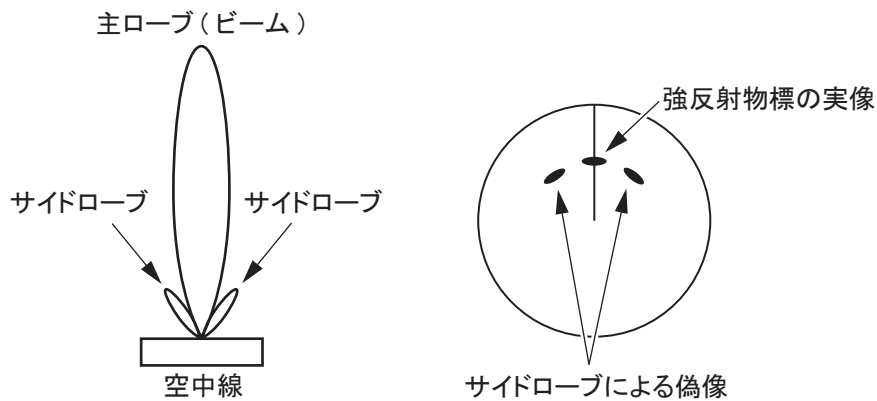 主ローブ ( ビーム )
サイドローブ
サイドローブ
空中線
強反射物標の実像
サイドローブによる偽像